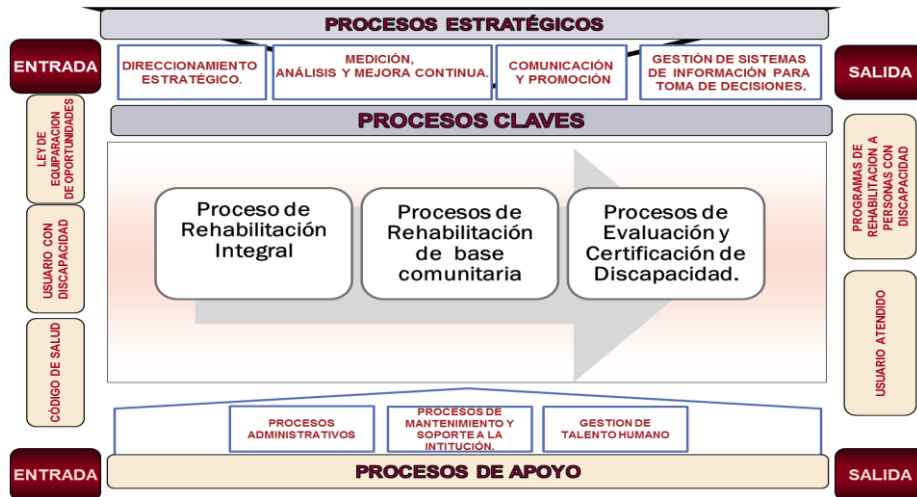 PROCESOS ESTRATÉGICOS
ENTRADA
DIRECCIONAMIENTO
ESTRATÉGICO.
MEDICIÓN,
ANÁLISIS Y MEJORA CONTINUA.
COMUNICACIÓN
Y PROMOCIÓN
GESTIÓN DE SISTEMAS
DE INFORMACIÓN PARA
TOMA DE DECISIONES.
SALIDA
PROCESOS CLAVES
LEY DE
EQUIPARACION
DE OPORTUNIDADES
USUARIO CON
DISCAPACIDAD
CÓDIGO DE SALUD
Proceso de
Rehabilitación
Integral
Procesos de
Rehabilitación
de base
comunitaria
Procesos de
Evaluación y
Certificación de
Discapacidad.
PROGRAMAS DE
REHABILITACION A
PERSONAS CON
DISCAPACIDAD
USUARIO ATENDIDO
PROCESOS
ADMINISTRATIVOS
PROCESOS DE
MANTENIMIENTO Y
SOPORTE A LA
INTITUCIÓN.
GESTION DE
TALENTO HUMANO
ENTRADA
PROCESOS DE APOYO
SALIDA